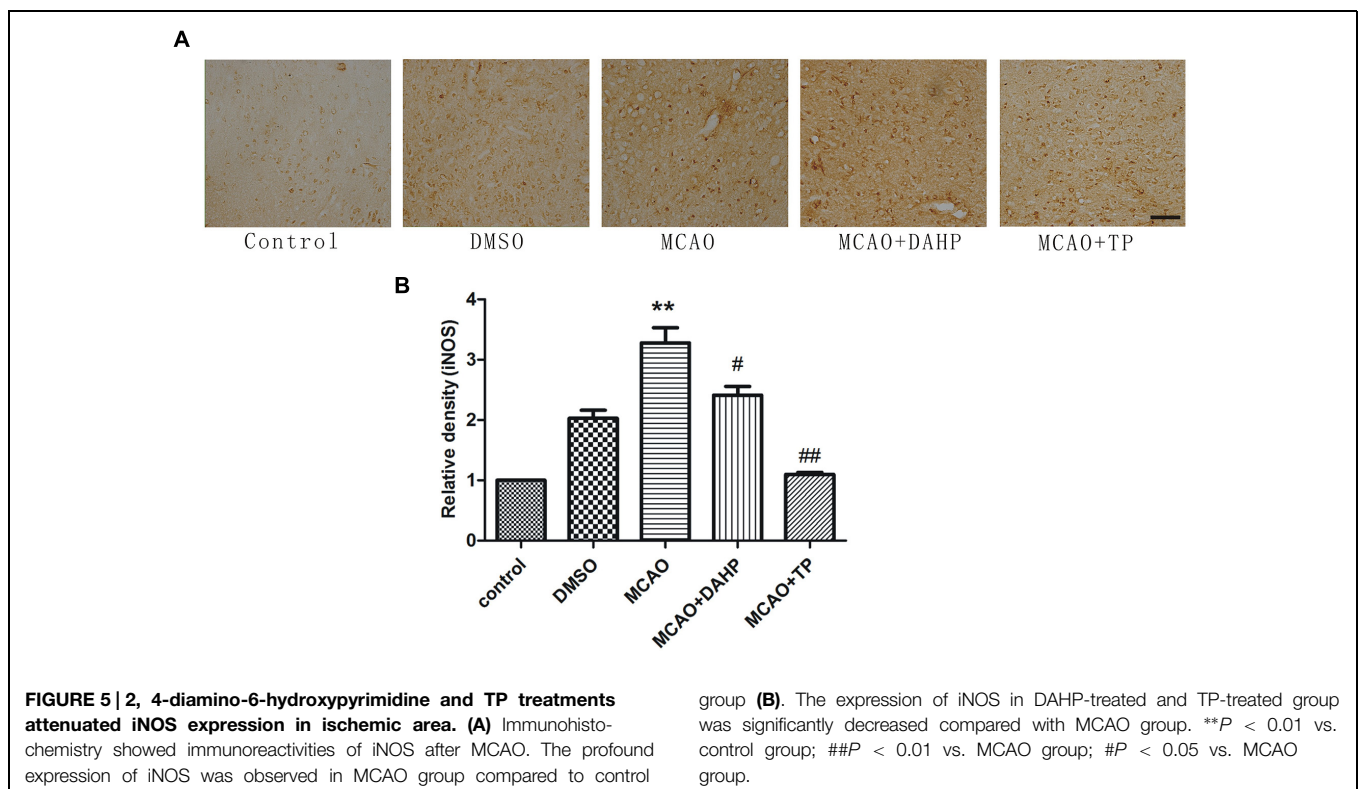 A
Control
DMSO
MCAO
MCAO+DAHP
MCAO+TP
B
Relative density (iNOS)
4
3
2
1
0
**
#
##
control
DMSO
MCAO
MCAO+DAHP
MCAO+TP
FIGURE 5 | 2, 4-diamino-6-hydroxypyrimidine and TP treatments
attenuated iNOS expression in ischemic area. (A) Immunohisto-
chemistry showed immunoreactivities of iNOS after MCAO. The profound
expression of iNOS was observed in MCAO group compared to control
group (B). The expression of iNOS in DAHP-treated and TP-treated group
was significantly decreased compared with MCAO group. **P < 0.01 vs.
control group; ##P < 0.01 vs. MCAO group; #P < 0.05 vs. MCAO
group.